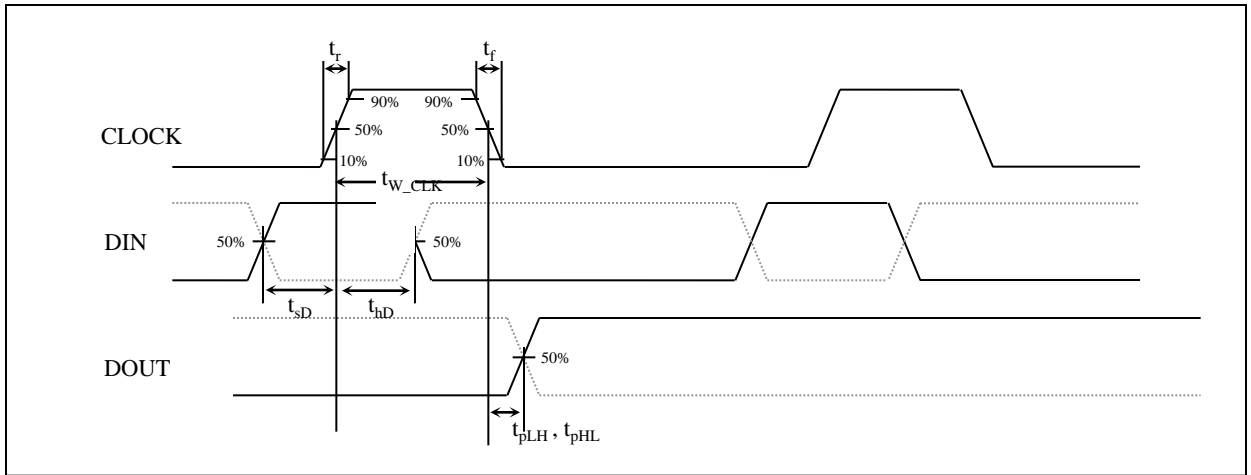 tr tf
90% 90%
CLOCK 50% 50%
10% 10%
tW_CLK
DIN 50% 50%
tsD thD
DOUT 50%
tpLH , tpHL